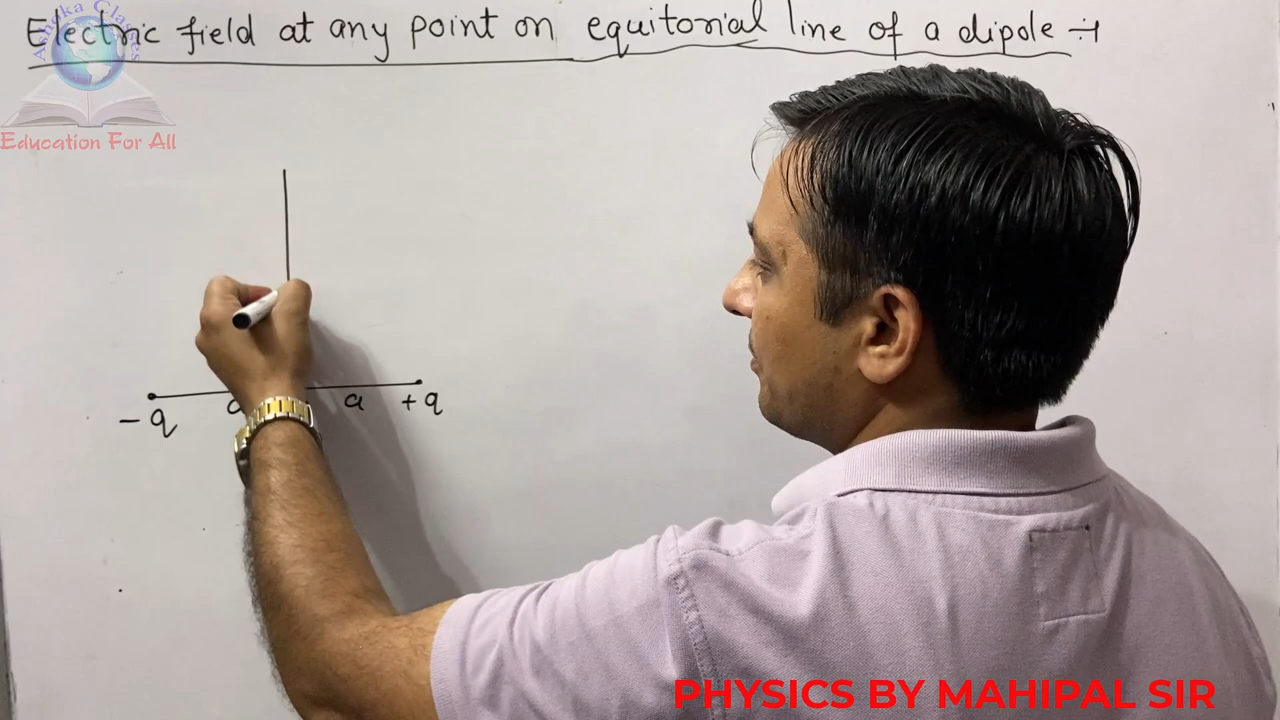 Electric field at any point on equitorial line of a dipole :-
Education For All
a a
-q +q
PHYSICS BY MAHIPAL SIR